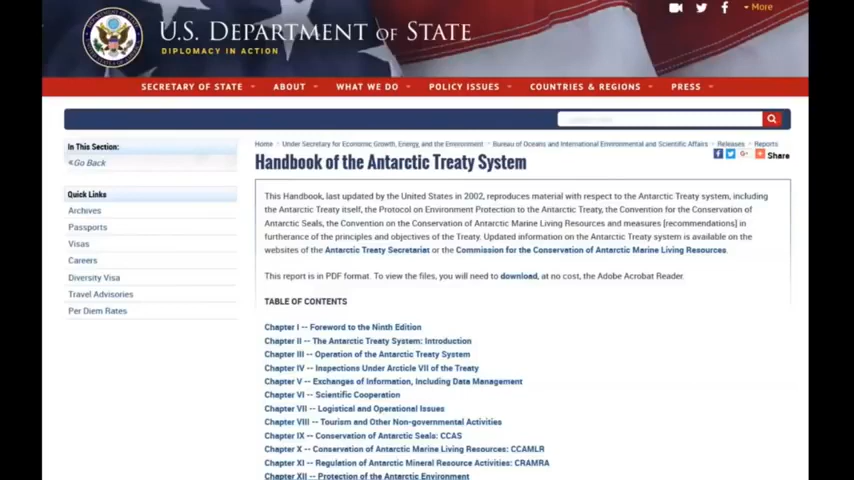 U.S. DEPARTMENT OF STATE
DIPLOMACY IN ACTION
More
SECRETARY OF STATE ABOUT WHAT WE DO POLICY ISSUES COUNTRIES & REGIONS PRESS
In This Section:
<Go Back
Quick Links
Archives
Passports
Visas
Careers
Diversity Visa
Travel Advisories
Per Diem Rates
Home Under Secretary for Economic Growth, Energy, and the Environment Bureau of Oceans and International Environmental and Scientific Affairs Releases Reports
Handbook of the Antarctic Treaty System
Share
This Handbook, last updated by the United States in 2002, reproduces material with respect to the Antarctic Treaty system, including
the Antarctic Treaty itself, the Protocol on Environment Protection to the Antarctic Treaty, the Convention for the Conservation of
Antarctic Seals, the Convention on the Conservation of Antarctic Marine Living Resources and measures [recommendations] in
furtherance of the principles and objectives of the Treaty. Updated information on the Antarctic Treaty system is available on the
websites of the Antarctic Treaty Secretariat or the Commission for the Conservation of Antarctic Marine Living Resources.
This report is in PDF format. To view the files, you will need to download, at no cost, the Adobe Acrobat Reader.
TABLE OF CONTENTS
Chapter I -- Foreword to the Ninth Edition
Chapter II -- The Antarctic Treaty System: Introduction
Chapter III -- Operation of the Antarctic Treaty System
Chapter IV -- Inspections Under Arcticle VII of the Treaty
Chapter V -- Exchanges of Information, Including Data Management
Chapter VI -- Scientific Cooperation
Chapter VII -- Logistical and Operational Issues
Chapter VIII -- Tourism and Other Non-governmental Activities
Chapter IX -- Conservation of Antarctic Seals: CCAS
Chapter X -- Conservation of Antarctic Marine Living Resources: CCAMLR
Chapter XI -- Regulation of Antarctic Mineral Resource Activities: CRAMRA
Chapter XII -- Protection of the Antarctic Environment